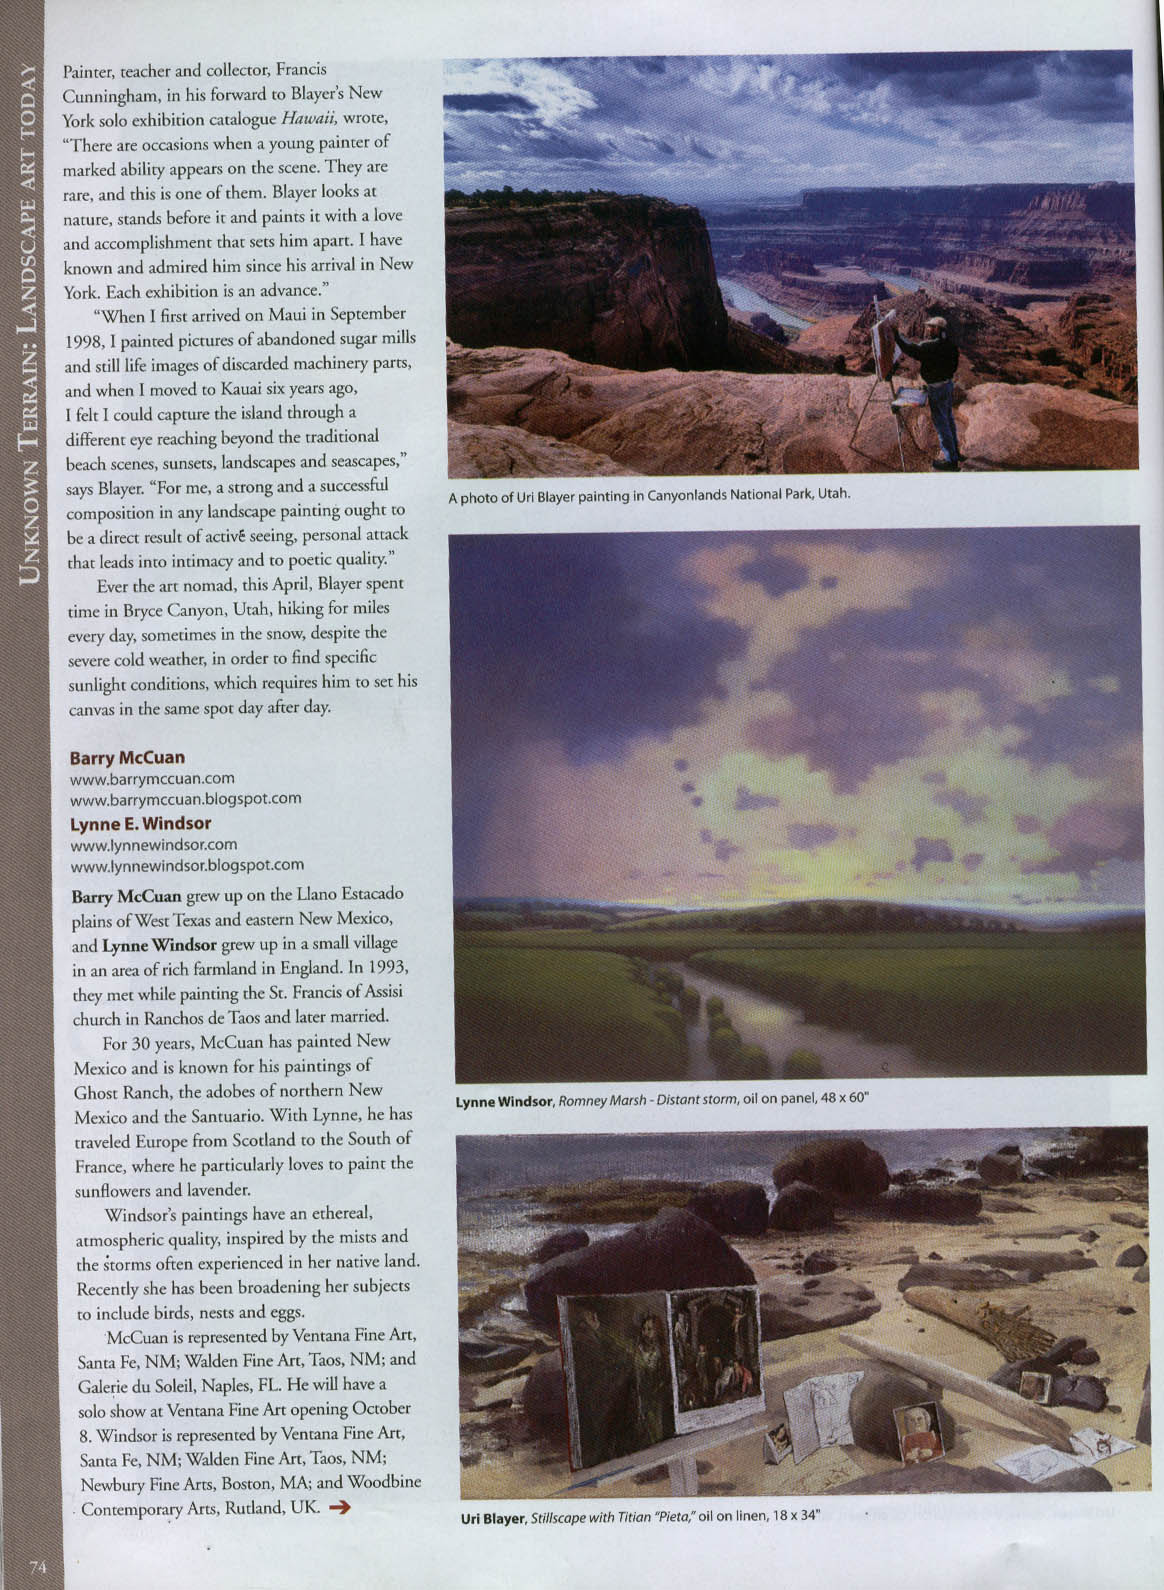 UNKNOWN TERRAIN: LANDSCAPE ART TODAY
Painter, teacher and collector, Francis
Cunningham, in his forward to Blayer's New
York solo exhibition catalogue Hawaii, wrote,
“There are occasions when a young painter of
marked ability appears on the scene. They are
rare, and this is one of them. Blayer looks at
nature, stands before it and paints it with a love
and accomplishment that sets him apart. I have
known and admired him since his arrival in New
York. Each exhibition is an advance.”
“When I first arrived on Maui in September
1998, I painted pictures of abandoned sugar mills
and still life images of discarded machinery parts,
and when I moved to Kauai six years ago,
I felt I could capture the island through a
different eye reaching beyond the traditional
beach scenes, sunsets, landscapes and seascapes,”
says Blayer. “For me, a strong and a successful
composition in any landscape painting ought to
be a direct result of active seeing, personal attack
that leads into intimacy and to poetic quality.”
Ever the art nomad, this April, Blayer spent
time in Bryce Canyon, Utah, hiking for miles
every day, sometimes in the snow, despite the
severe cold weather, in order to find specific
sunlight conditions, which requires him to set his
canvas in the same spot day after day.
Barry McCuan
www.barrymccuan.com
www.barrymccuan.blogspot.com
Lynne E. Windsor
www.lynnewindsor.com
www.lynnewindsor.blogspot.com
Barry McCuan grew up on the Llano Estacado
plains of West Texas and eastern New Mexico,
and Lynne Windsor grew up in a small village
in an area of rich farmland in England. In 1993,
they met while painting the St. Francis of Assisi
church in Ranchos de Taos and later married.
For 30 years, McCuan has painted New
Mexico and is known for his paintings of
Ghost Ranch, the adobes of northern New
Mexico and the Santuario. With Lynne, he has
traveled Europe from Scotland to the South of
France, where he particularly loves to paint the
sunflowers and lavender.
Windsor's paintings have an ethereal,
atmospheric quality, inspired by the mists and
the storms often experienced in her native land.
Recently she has been broadening her subjects
to include birds, nests and eggs.
McCuan is represented by Ventana Fine Art,
Santa Fe, NM; Walden Fine Art, Taos, NM; and
Galerie du Soleil, Naples, FL. He will have a
solo show at Ventana Fine Art opening October
8. Windsor is represented by Ventana Fine Art,
Santa Fe, NM; Walden Fine Art, Taos, NM;
Newbury Fine Arts, Boston, MA; and Woodbine
Contemporary Arts, Rutland, UK. →
A photo of Uri Blayer painting in Canyonlands National Park, Utah.
Lynne Windsor, Romney Marsh - Distant storm, oil on panel, 48 x 60"
Uri Blayer, Stillscape with Titian “Pieta,” oil on linen, 18 x 34"
74